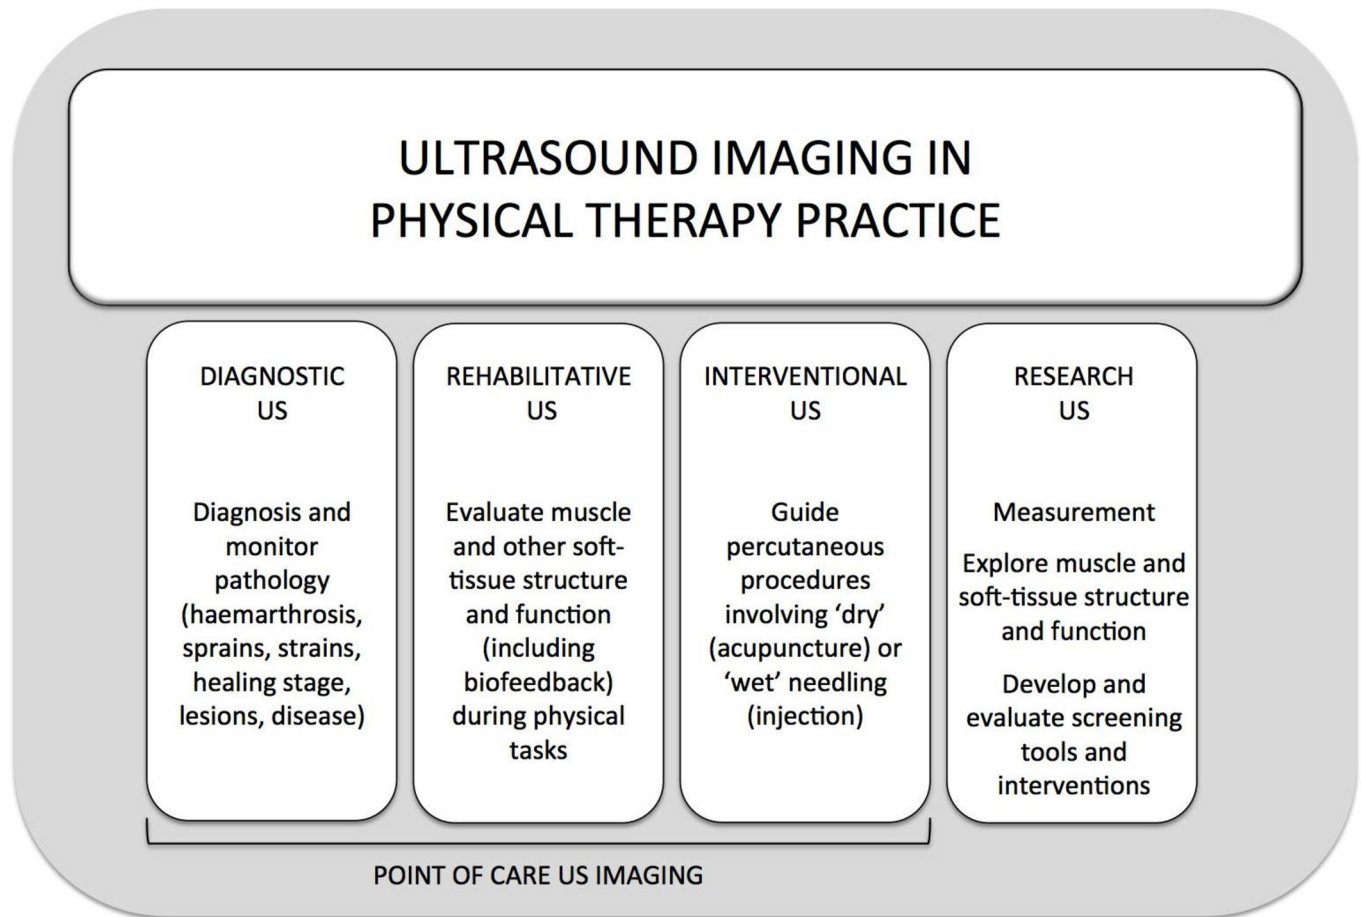 ULTRASOUND IMAGING IN
PHYSICAL THERAPY PRACTICE
DIAGNOSTIC
US
Diagnosis and
monitor
pathology
(haemarthrosis,
sprains, strains,
healing stage,
lesions, disease)
REHABILITATIVE
US
Evaluate muscle
and other soft-
tissue structure
and function
(including
biofeedback)
during physical
tasks
INTERVENTIONAL
US
Guide
percutaneous
procedures
involving ‘dry’
(acupuncture) or
‘wet’ needling
(injection)
RESEARCH
US
Measurement
Explore muscle and
soft-tissue structure
and function
Develop and
evaluate screening
tools and
interventions
POINT OF CARE US IMAGING